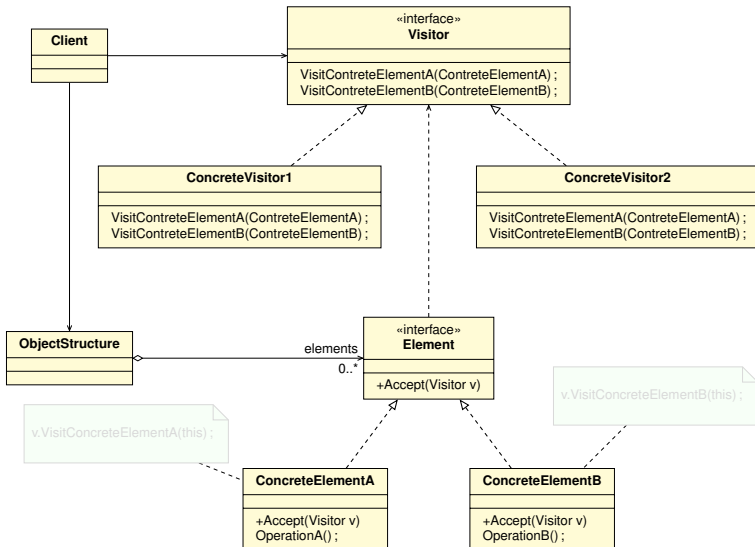 «interface»
Visitor
VisitContreteElementA(ContreteElementA) ;
VisitContreteElementB(ContreteElementB) ;
Client
ConcreteVisitor1
VisitContreteElementA(ContreteElementA) ;
VisitContreteElementB(ContreteElementB) ;
ConcreteVisitor2
VisitContreteElementA(ContreteElementA) ;
VisitContreteElementB(ContreteElementB) ;
ObjectStructure
elements
0..*
«interface»
Element
+Accept(Visitor v)
v.VisitConcreteElementA(this) ;
v.VisitConcreteElementB(this) ;
ConcreteElementA
+Accept(Visitor v)
OperationA() ;
ConcreteElementB
+Accept(Visitor v)
OperationB() ;